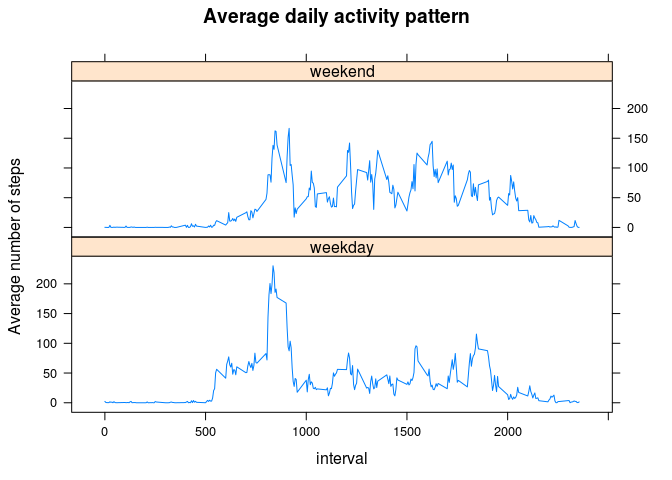 Average daily activity pattern
weekend
200
150
100
50
0
weekday
200
150
100
50
0
0 500 1000 1500 2000
Average number of steps
interval